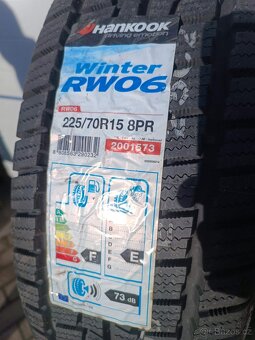 HANKOOK
driving emotion
Winter
RW06
RW06
225/70R15 8PR
2001673
F
E
73 dB